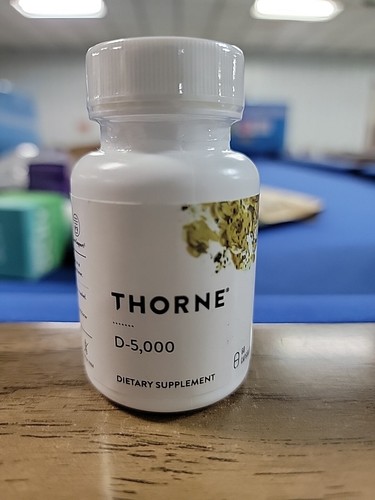 THORNE®
D-5,000
DIETARY SUPPLEMENT